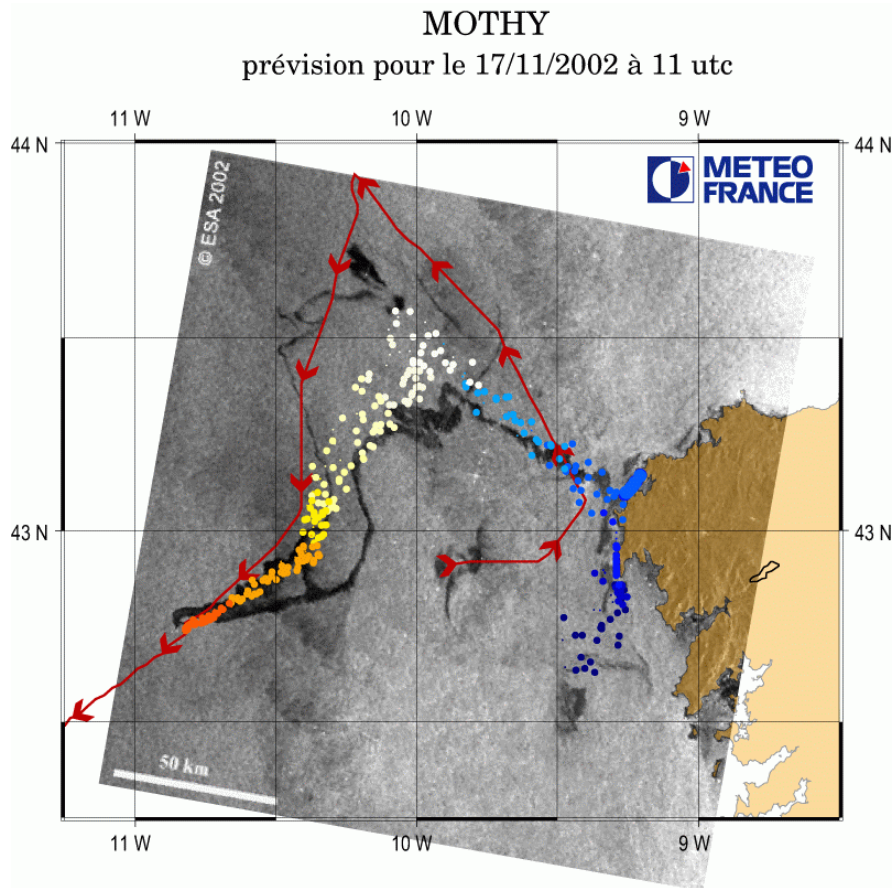 MOTHY
prévision pour le 17/11/2002 à 11 utc
11 W 10 W 9 W
44 N 44 N
METEO
FRANCE
© ESA 2002
43 N 43 N
50 km
11 W 10 W 9 W